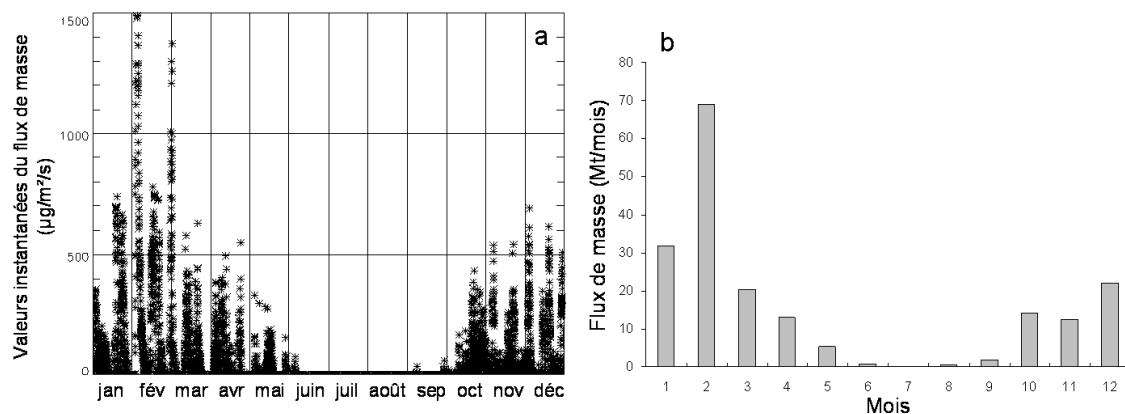 a
Valeurs instantanées du flux de masse
(µg/m²/s)
1500
1000
500
0
jan fév mar avr mai juin juil août sep oct nov déc
b
Flux de masse (Mt/mois)
80
70
60
50
40
30
20
10
0
1 2 3 4 5 6 7 8 9 10 11 12
Mois